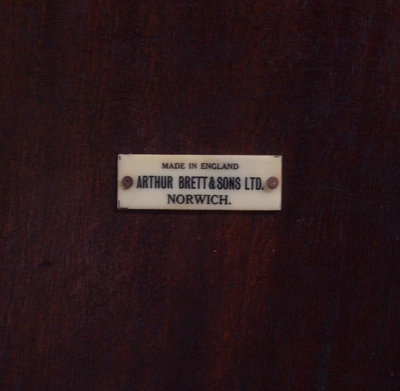 MADE IN ENGLAND
ARTHUR BRETT & SONS LTD.
NORWICH.